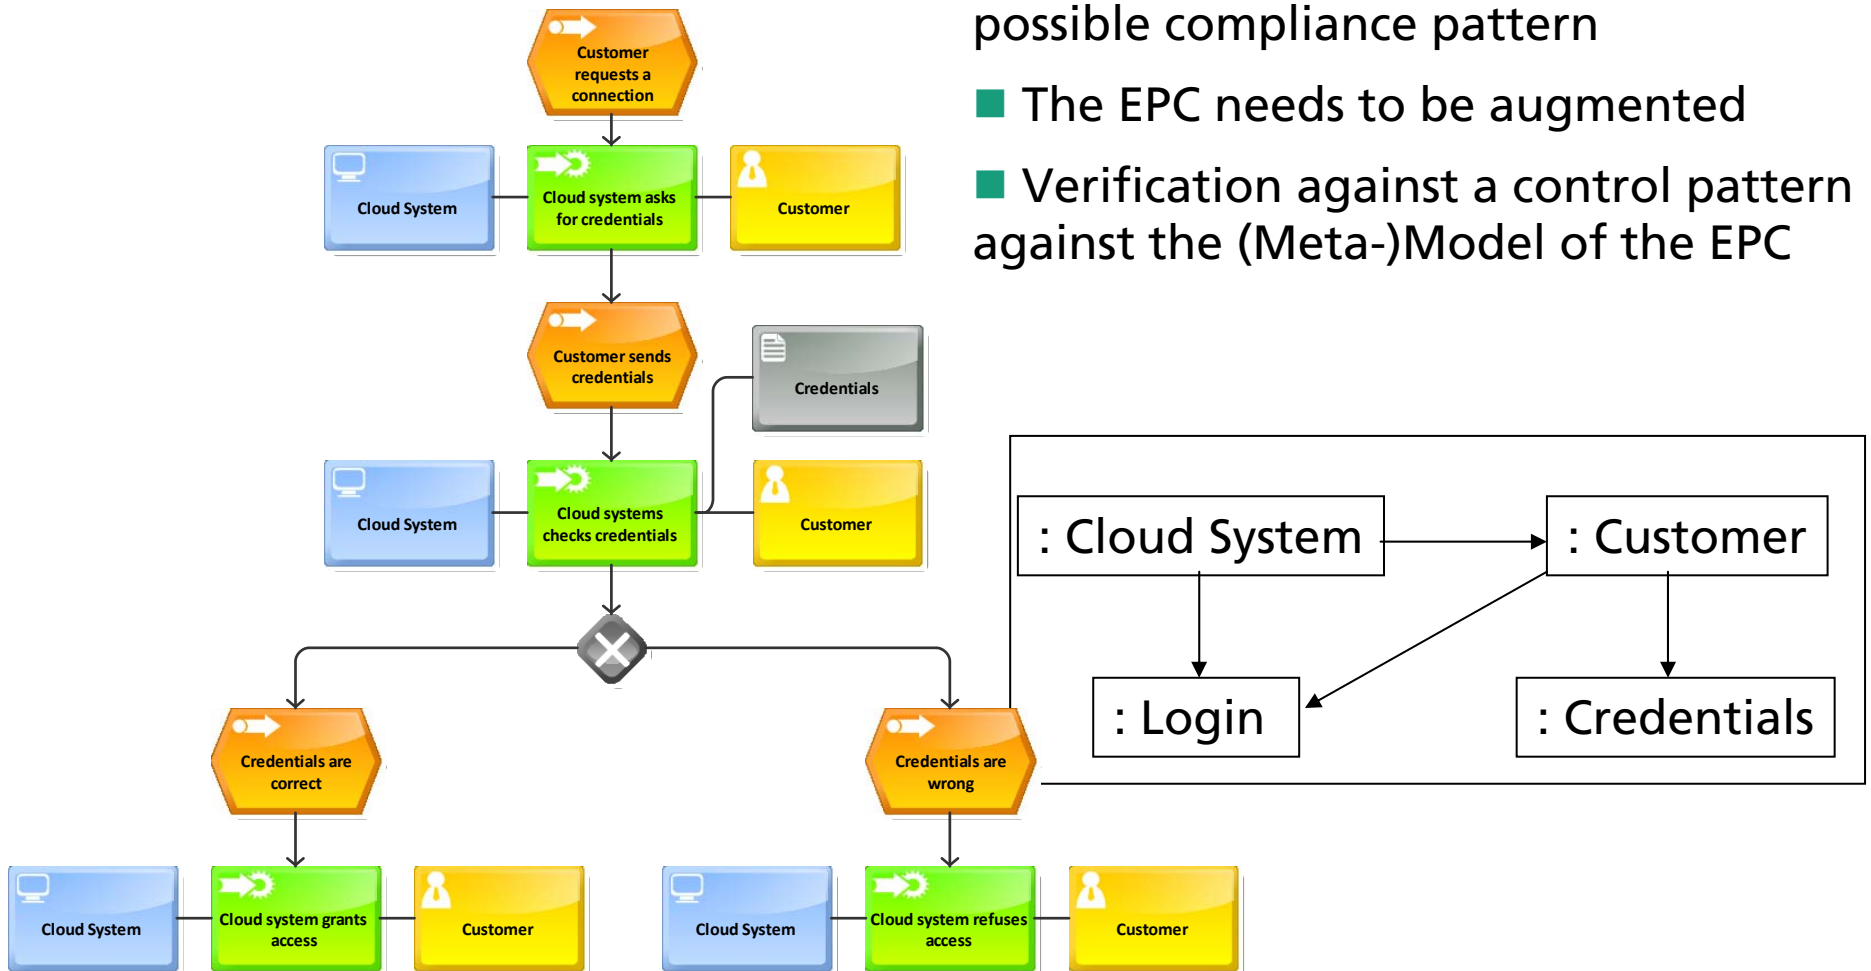 possible compliance pattern
The EPC needs to be augmented
Verification against a control pattern
against the (Meta-)Model of the EPC
Customer
requests a
connection
Cloud System
Cloud system asks
for credentials
Customer
Customer sends
credentials
Credentials
Cloud System
Cloud systems
checks credentials
Customer
: Cloud System
: Customer
: Login
: Credentials
Credentials are
correct
Credentials are
wrong
Cloud System
Cloud system grants
access
Customer
Cloud System
Cloud system refuses
access
Customer